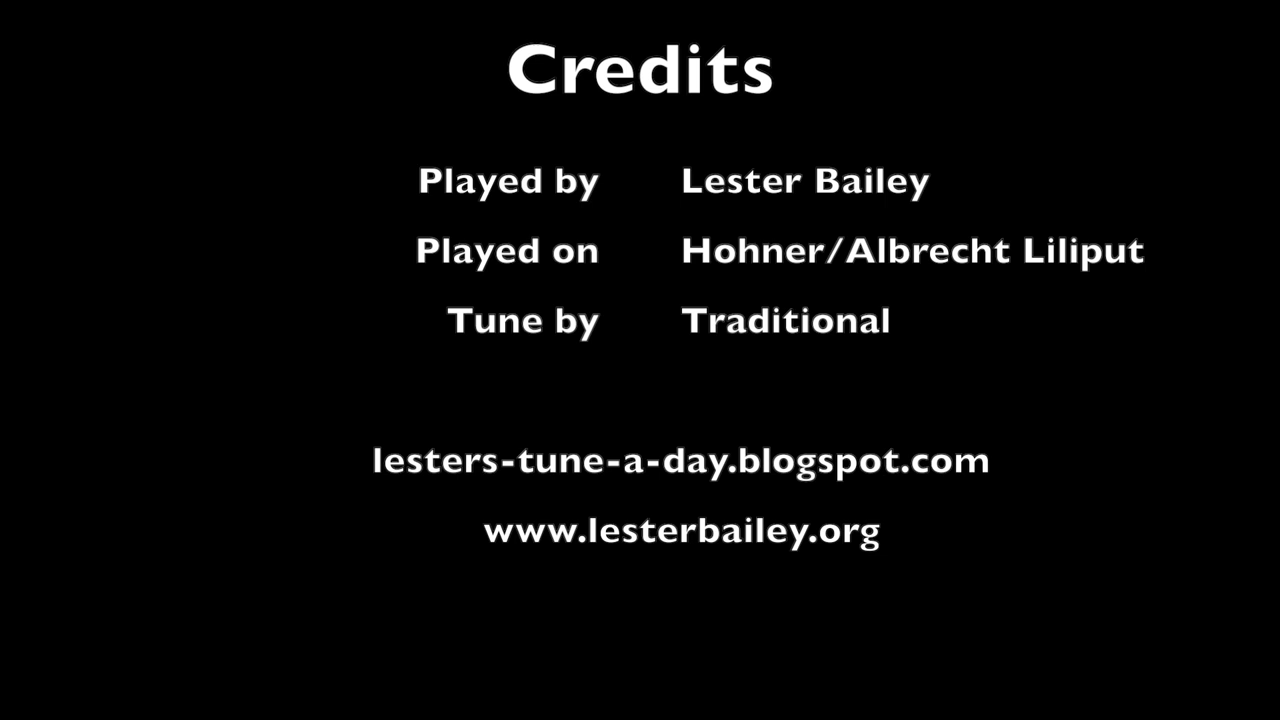 Credits
Played by Lester Bailey
Played on Hohner/Albrecht Liliput
Tune by Traditional
lesters-tune-a-day.blogspot.com
www.lesterbailey.org